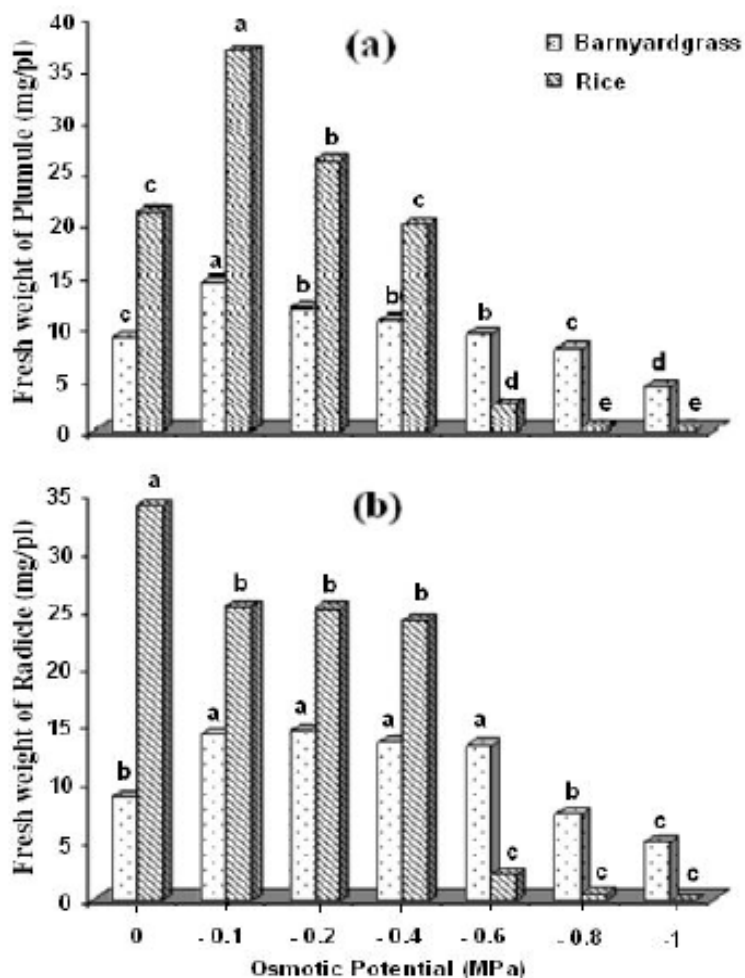 (a)
Barnyardgrass
Rice
Fresh weight of Plumule (mg/pl)
40
35
30
25
20
15
10
5
0
c c
a a
b b
b c
b d
c e
d e
(b)
Fresh weight of Radicle (mg/pl)
35
30
25
20
15
10
5
0
b a
a b
a b
a b
a c
b c
c c
0 - 0.1 - 0.2 - 0.4 - 0.6 - 0.8 -1
Osmotic Potential (MPa)